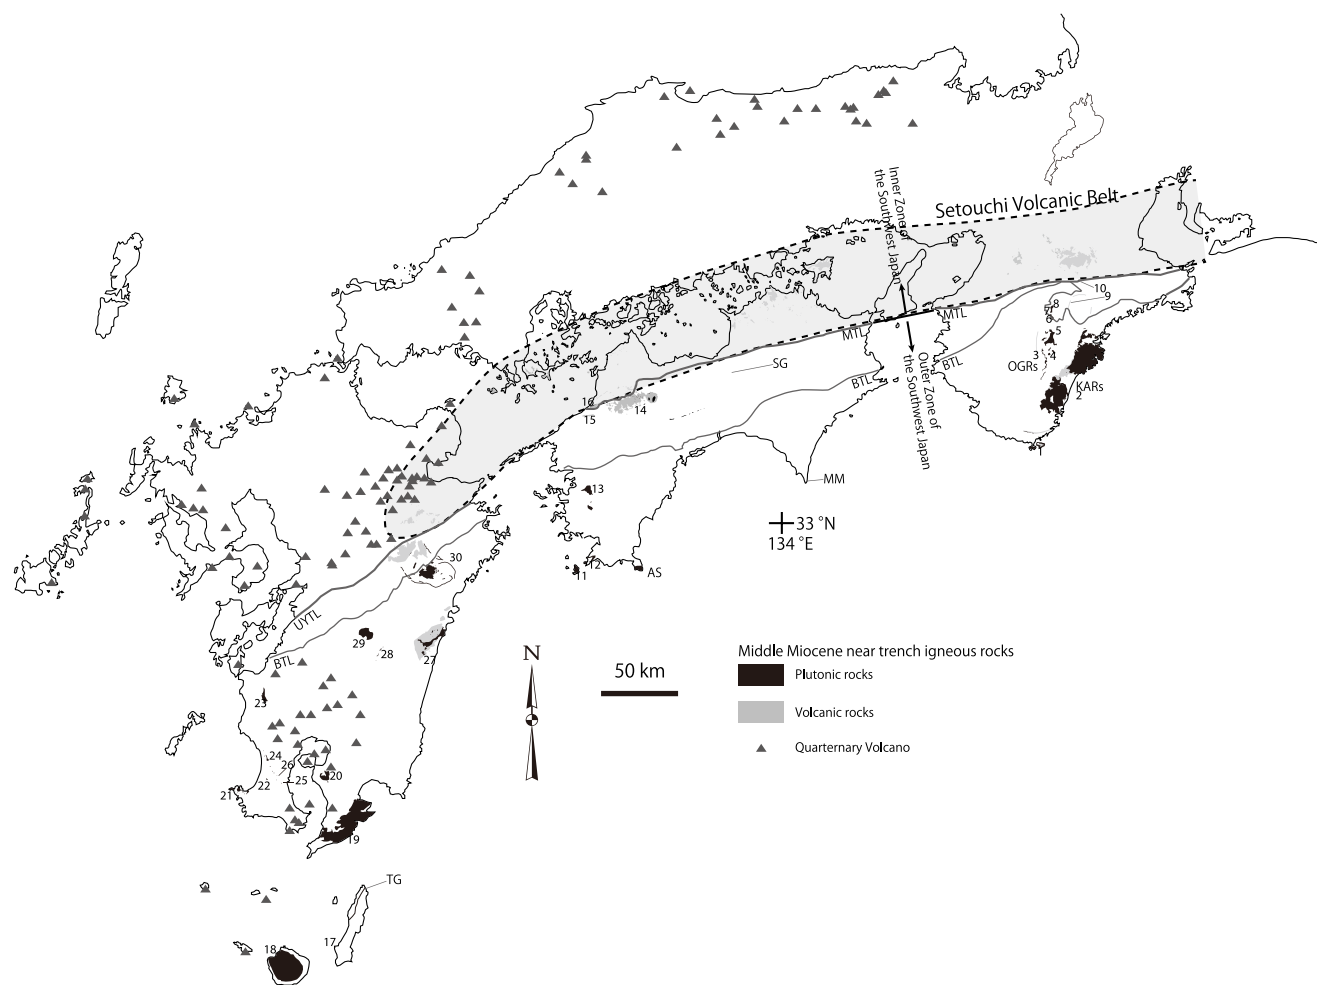 Inner Zone of
the Southwest Japan
Setouchi Volcanic Belt
10
9
8
7
6
5
MTL
MTL
3
4
OGRs
BTL
SG
BTL
KARs
2
Outer Zone of
the Southwest Japan
16
14
15
1
MM
13
33 °N
134 °E
30
12
11
AS
UYTL
29
28
27
BTL
N
50 km
Middle Miocene near trench igneous rocks
Plutonic rocks
Volcanic rocks
Quarternary Volcano
23
24
26
20
22
25
21
19
TG
17
18